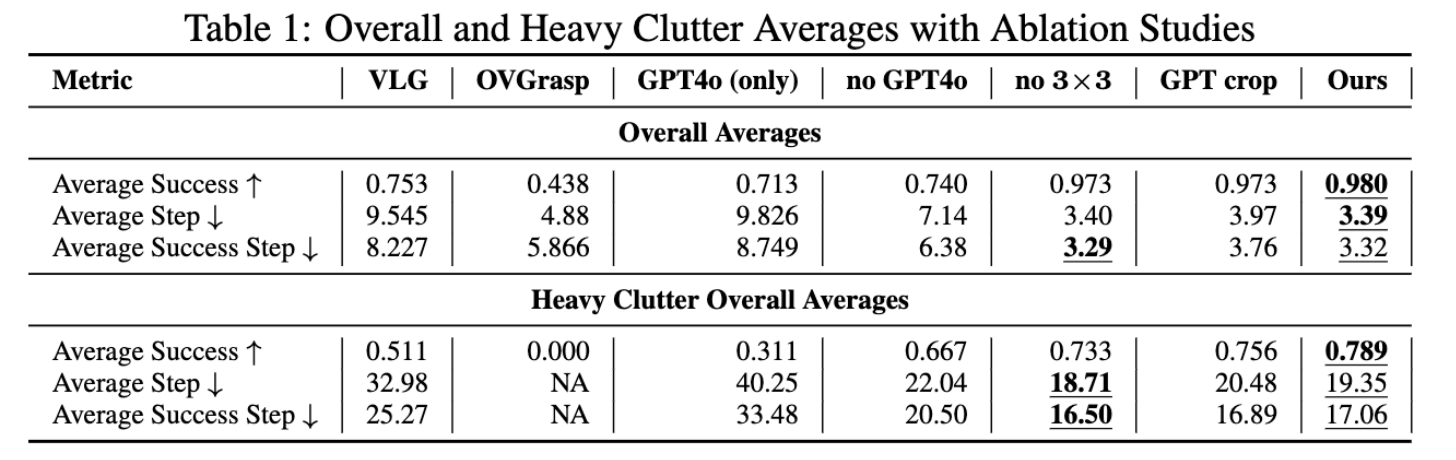 Table 1: Overall and Heavy Clutter Averages with Ablation Studies
Metric VLG OVGrasp GPT4o (only) no GPT4o no 3×3 GPT crop Ours
Overall Averages
Average Success ↑ 0.753 0.438 0.713 0.740 0.973 0.973 0.980
Average Step ↓ 9.545 4.88 9.826 7.14 3.40 3.97 3.39
Average Success Step ↓ 8.227 5.866 8.749 6.38 3.29 3.76 3.32
Heavy Clutter Overall Averages
Average Success ↑ 0.511 0.000 0.311 0.667 0.733 0.756 0.789
Average Step ↓ 32.98 NA 40.25 22.04 18.71 20.48 19.35
Average Success Step ↓ 25.27 NA 33.48 20.50 16.50 16.89 17.06